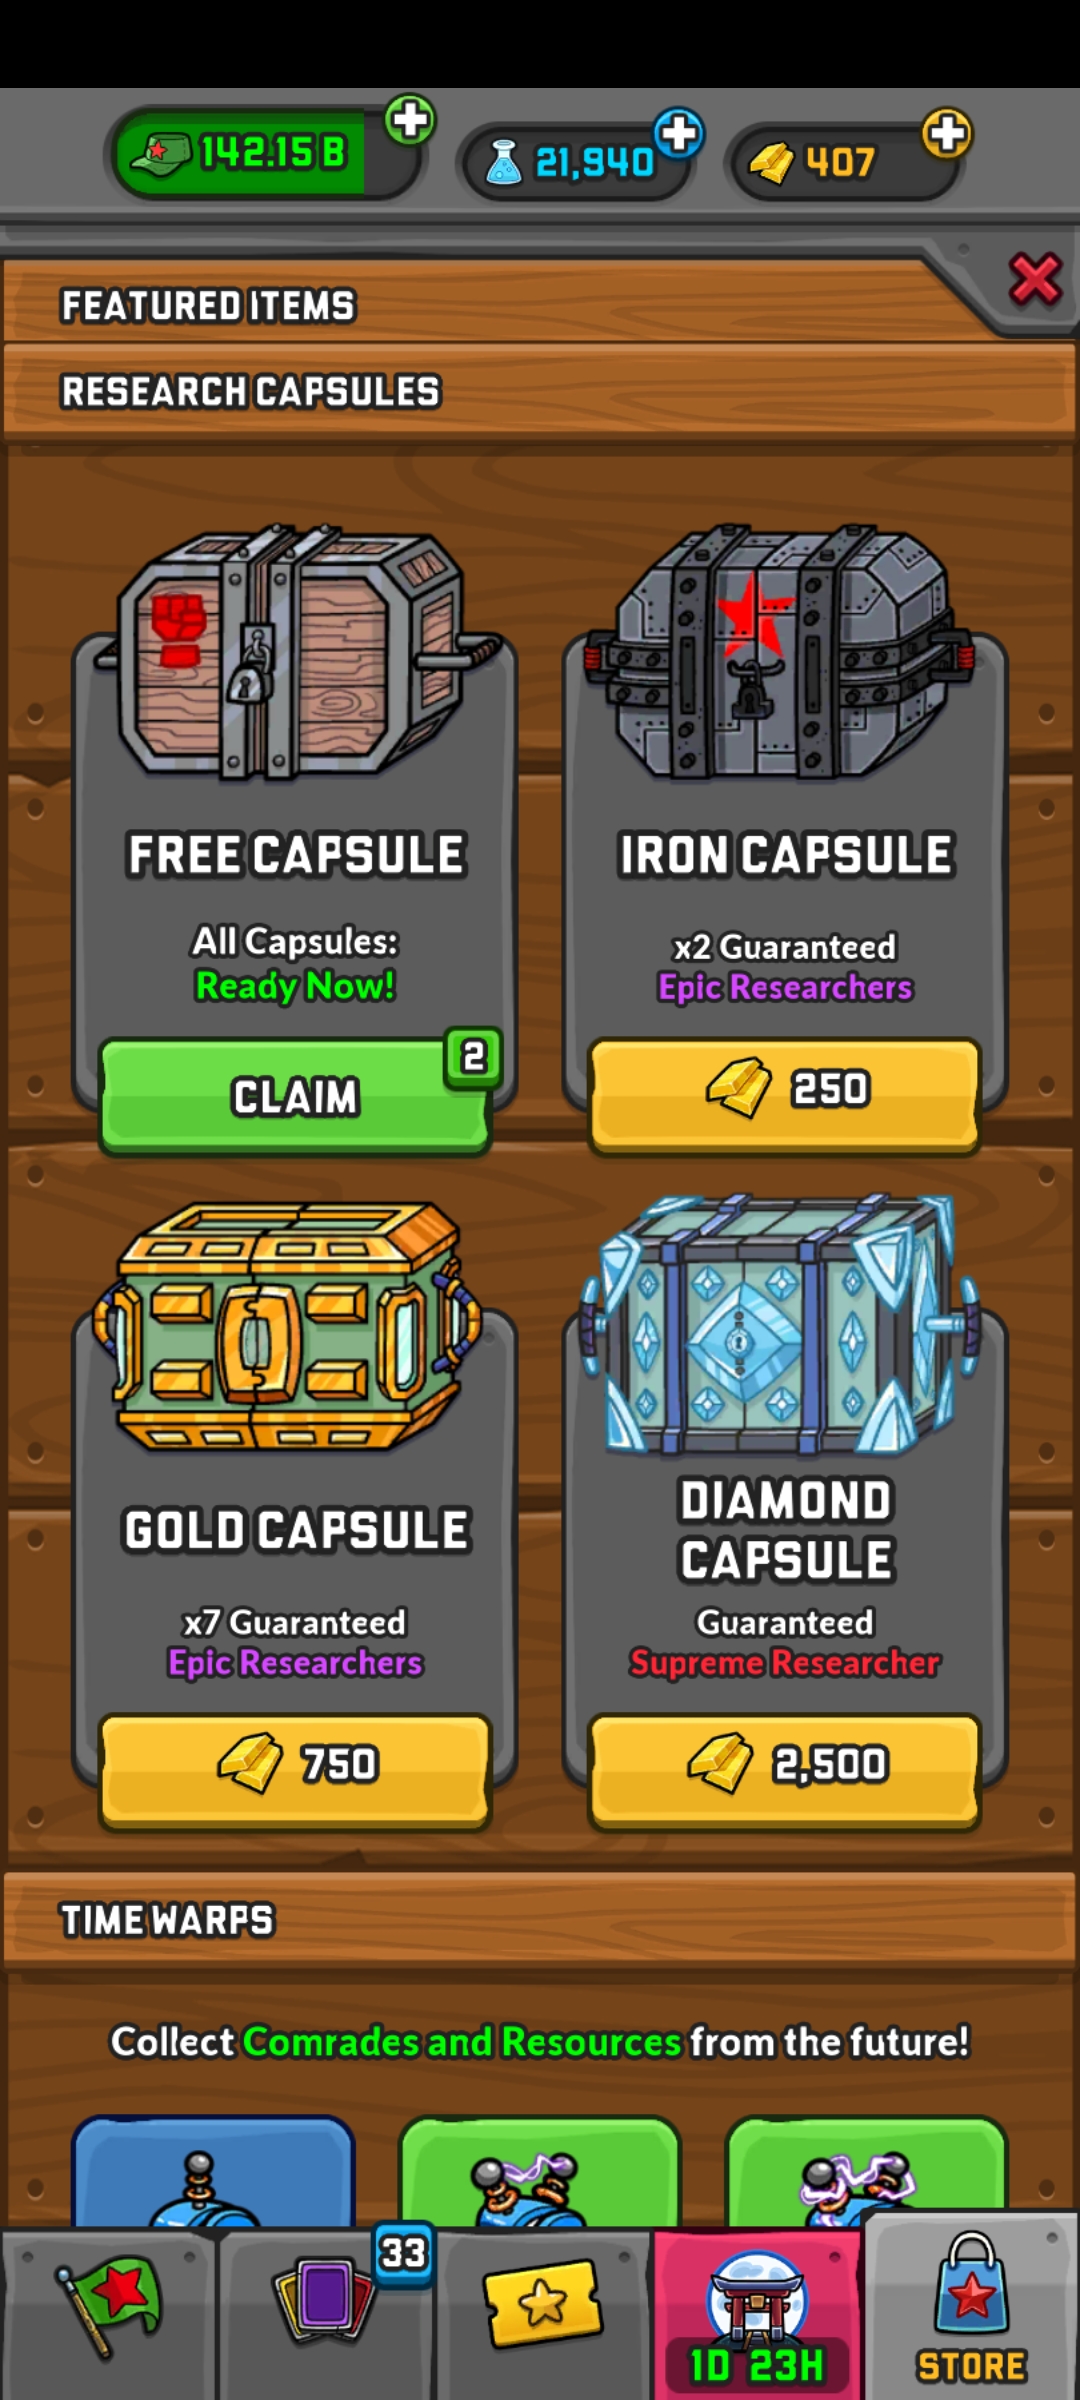 142.15 B
21,940
407
FEATURED ITEMS
RESEARCH CAPSULES
FREE CAPSULE
All Capsules:
Ready Now!
CLAIM
2
IRON CAPSULE
x2 Guaranteed
Epic Researchers
250
GOLD CAPSULE
x7 Guaranteed
Epic Researchers
750
DIAMOND
CAPSULE
Guaranteed
Supreme Researcher
2,500
TIME WARPS
Collect Comrades and Resources from the future!
33
1D 23H
STORE